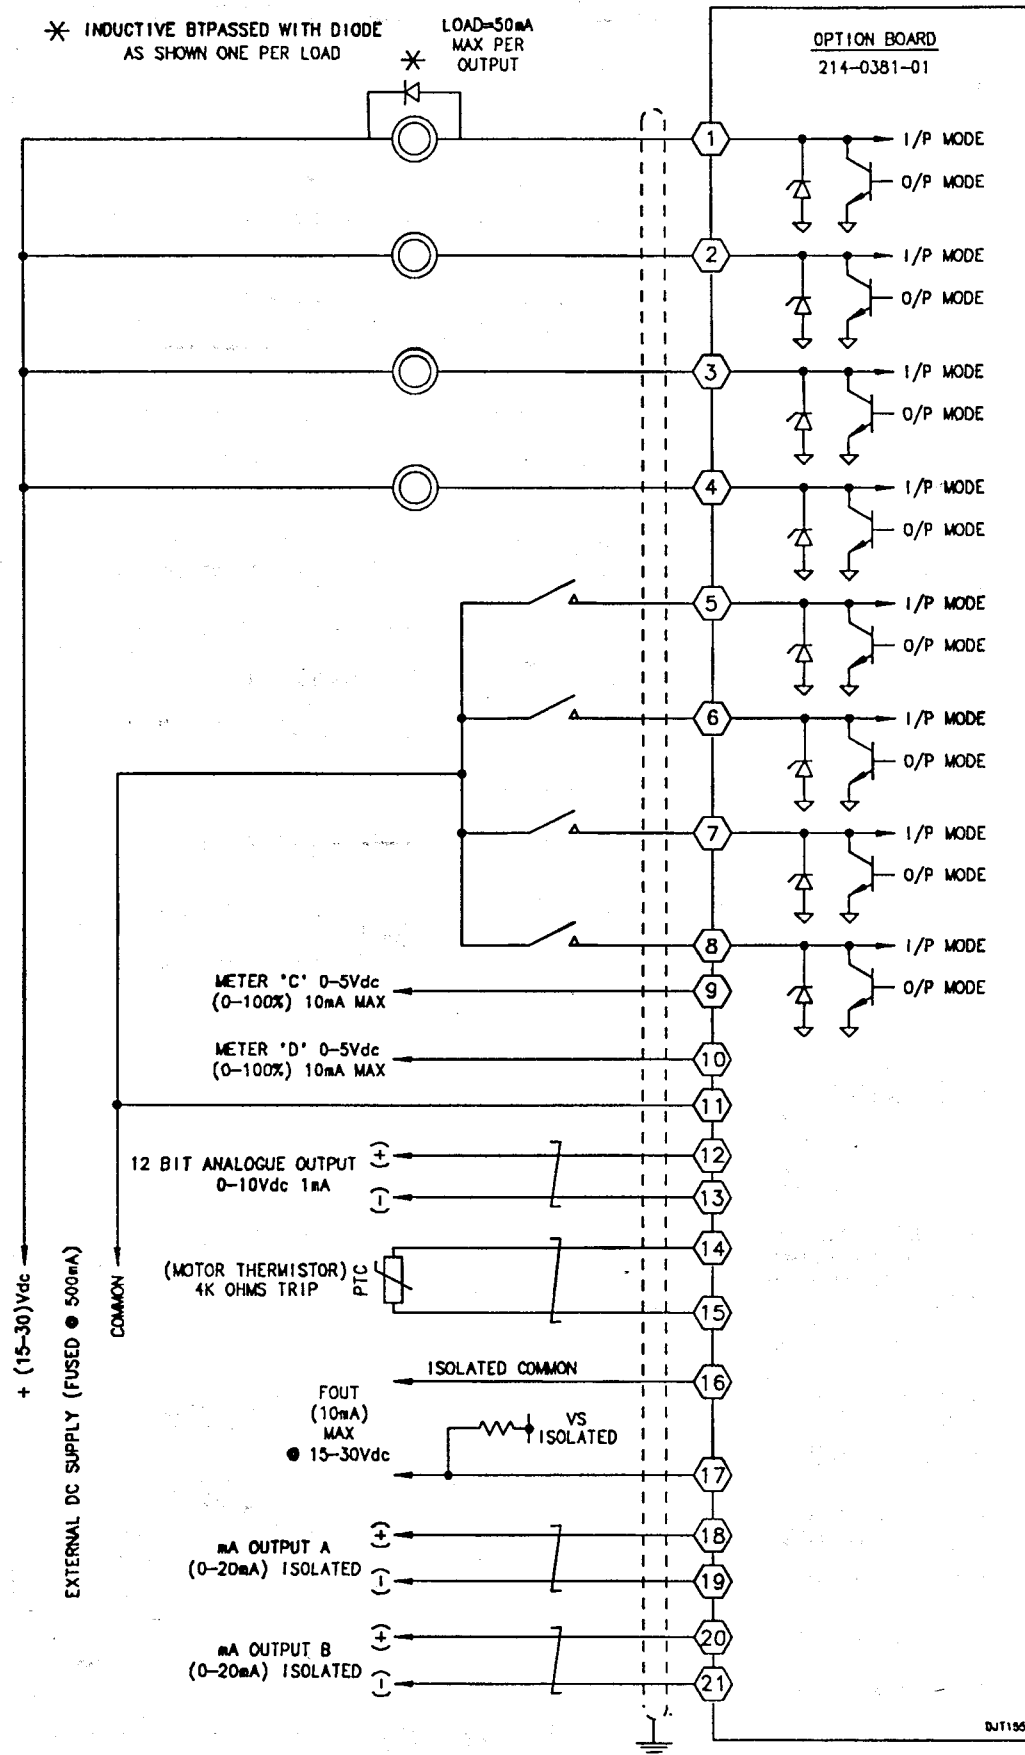 * INDUCTIVE BTPASSED WITH DIODE
AS SHOWN ONE PER LOAD
LOAD=50mA
MAX PER
OUTPUT
*
OPTION BOARD
214-0381-01
1
I/P MODE
O/P MODE
2
I/P MODE
O/P MODE
3
I/P MODE
O/P MODE
4
I/P MODE
O/P MODE
5
I/P MODE
O/P MODE
6
I/P MODE
O/P MODE
7
I/P MODE
O/P MODE
8
I/P MODE
O/P MODE
METER 'C' 0-5Vdc
(0-100%) 10mA MAX
9
METER 'D' 0-5Vdc
(0-100%) 10mA MAX
10
11
12 BIT ANALOGUE OUTPUT
0-10Vdc 1mA
(+)
12
(-)
13
(MOTOR THERMISTOR)
4K OHMS TRIP
PTC
14
15
+ (15-30)Vdc
EXTERNAL DC SUPPLY (FUSED @ 500mA)
COMMON
ISOLATED COMMON
16
FOUT
(10mA)
MAX
@ 15-30Vdc
VS
ISOLATED
17
mA OUTPUT A
(0-20mA) ISOLATED
(+)
18
(-)
19
mA OUTPUT B
(0-20mA) ISOLATED
(+)
20
(-)
21
DJT155